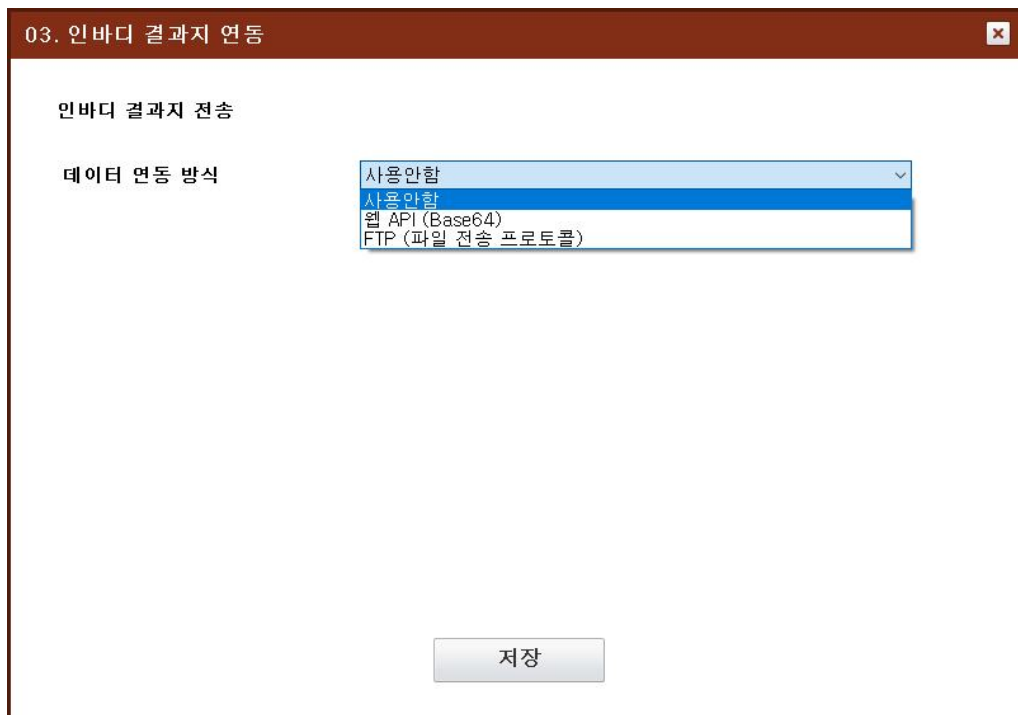 03. 인바디 결과지 연동
인바디 결과지 전송
데이터 연동 방식
사용안함
사용안함
웹 API (Base64)
FTP (파일 전송 프로토콜)
저장